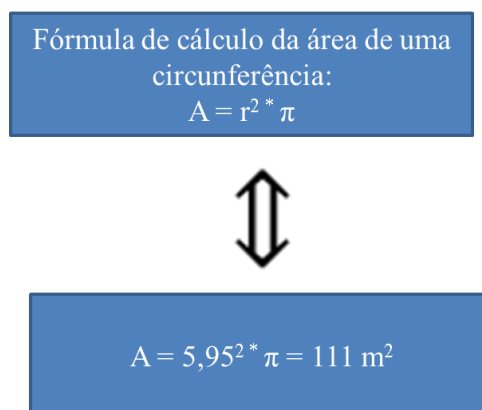 Fórmula de cálculo da área de uma
circunferência:
A = r² * π
A = 5,95² * π = 111 m²